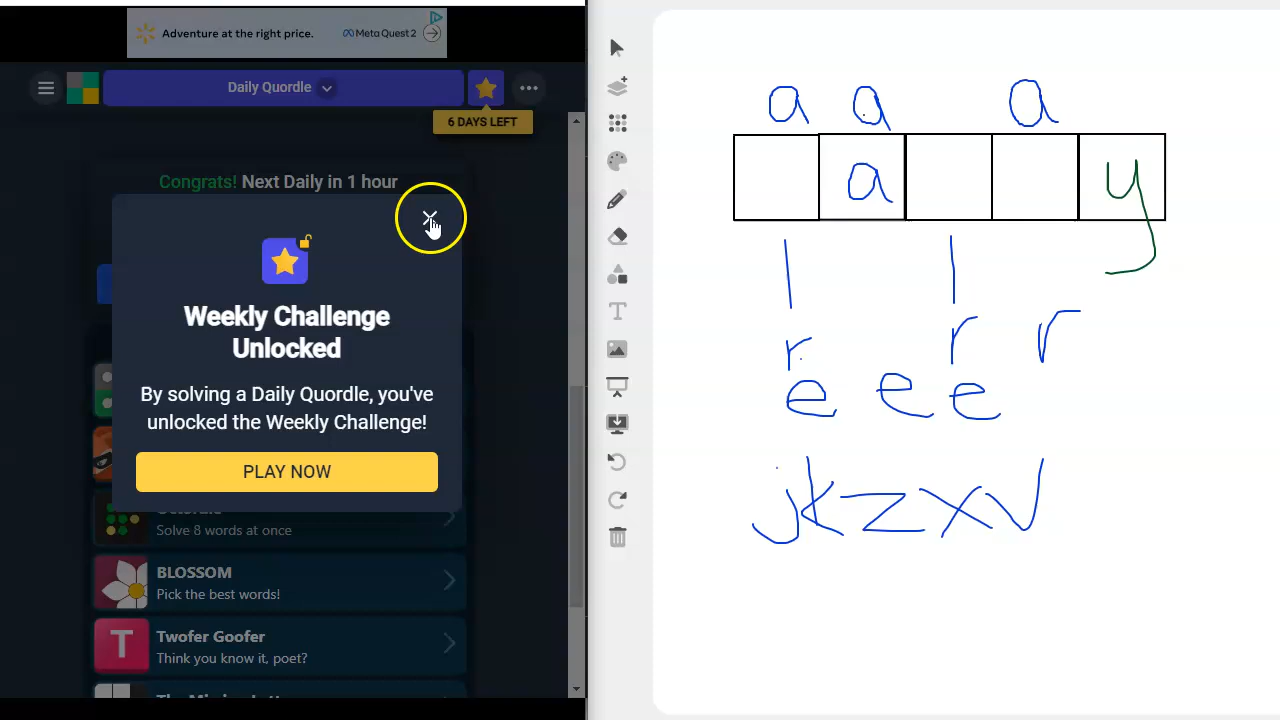 Adventure at the right price.
Meta Quest 2
Daily Quordle
6 DAYS LEFT
Congrats! Next Daily in 1 hour
Weekly Challenge
Unlocked
By solving a Daily Quordle, you've
unlocked the Weekly Challenge!
PLAY NOW
Solve 8 words at once
BLOSSOM
Pick the best words!
T
Twofer Goofer
Think you know it, poet?
a a a
a y
l l
r r r
e e e
jkzxv
T